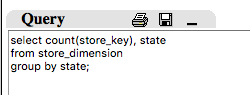 Query
select count(store_key), state
from store_dimension
group by state;